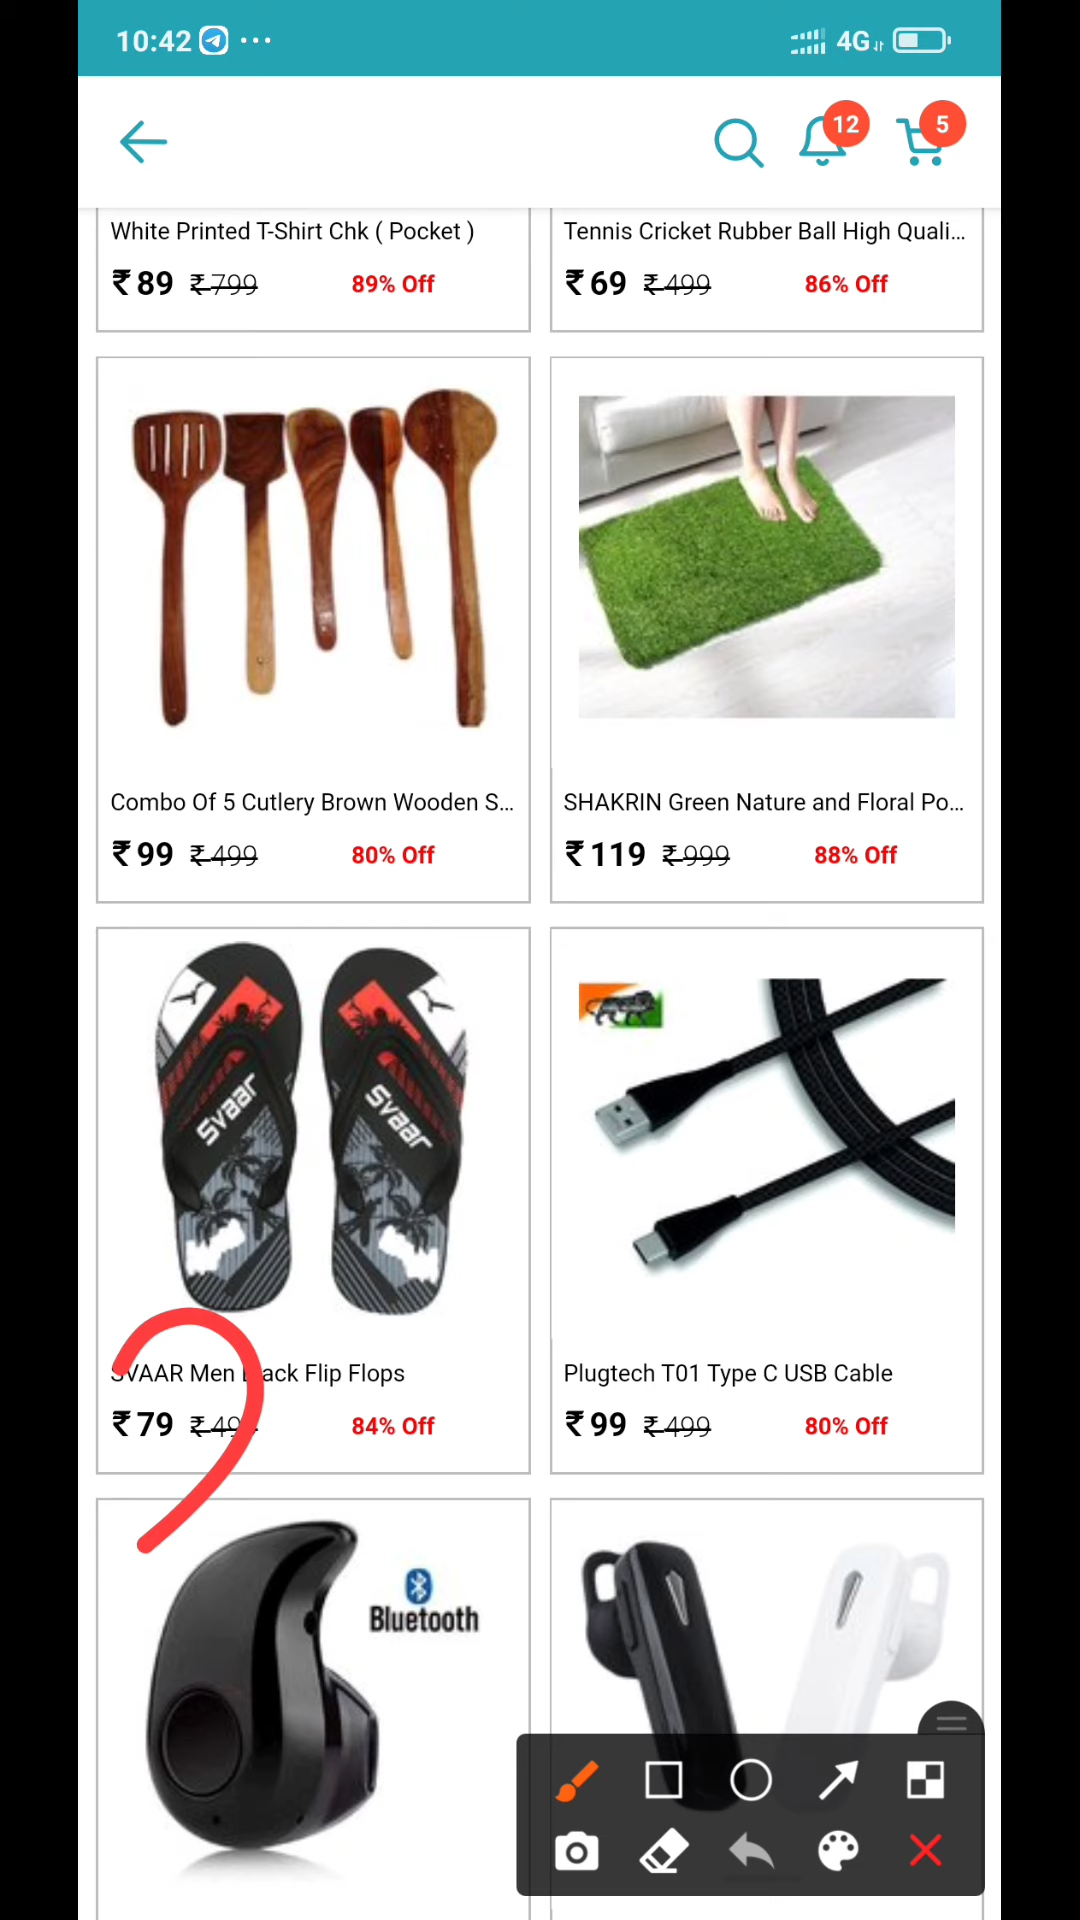 10:42
4G
12
5
White Printed T-Shirt Chk ( Pocket )
₹89 ₹799 89% Off
Tennis Cricket Rubber Ball High Quali...
₹69 ₹499 86% Off
Combo Of 5 Cutlery Brown Wooden S...
₹99 ₹499 80% Off
SHAKRIN Green Nature and Floral Po...
₹119 ₹999 88% Off
Svaar Svaar
SVAAR Men Black Flip Flops
₹79 ₹499 84% Off
Plugtech T01 Type C USB Cable
₹99 ₹499 80% Off
Bluetooth